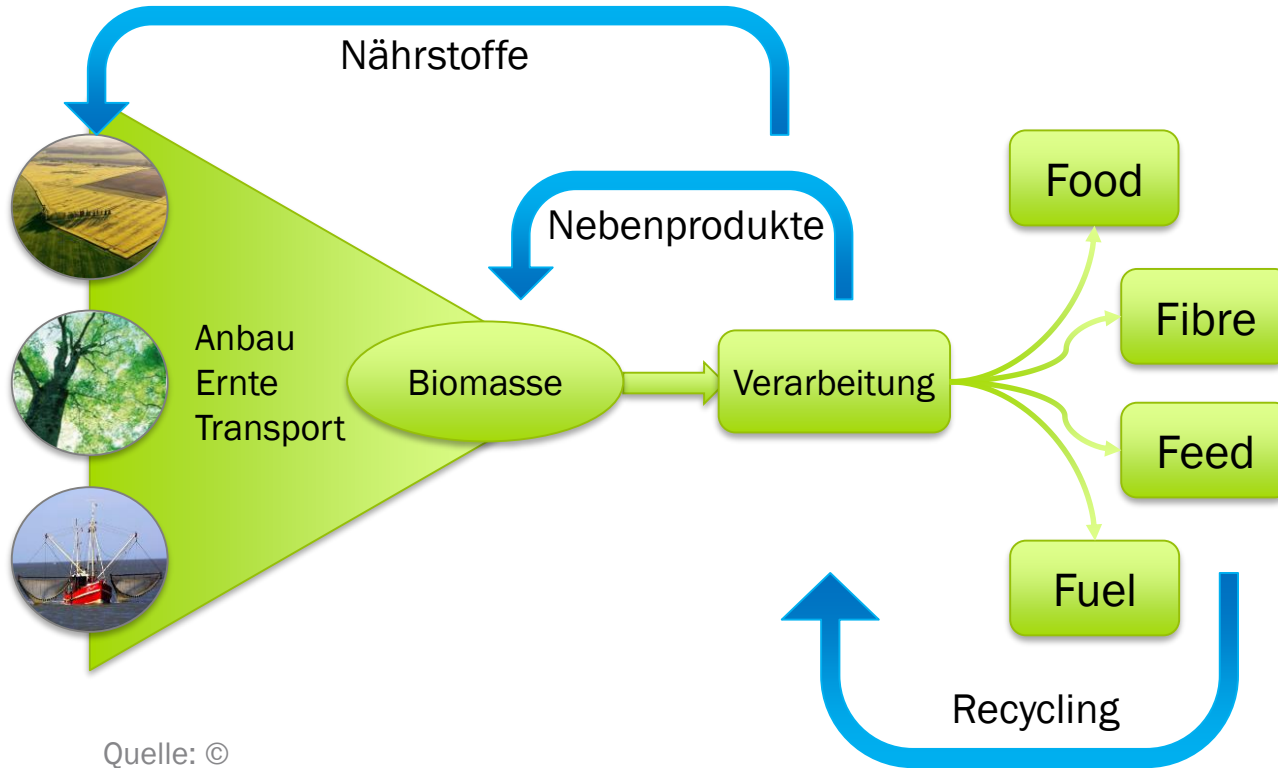 Nährstoffe
Nebenprodukte
Anbau
Ernte
Transport
Biomasse
Verarbeitung
Food
Fibre
Feed
Fuel
Recycling
Quelle: ©